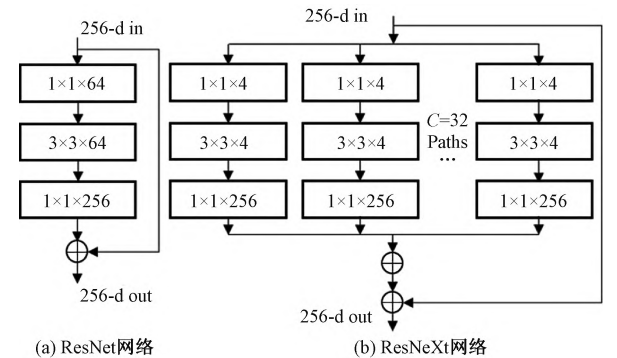 256-d in
1×1×64
3×3×64
1×1×256
256-d out
(a) ResNet网络
256-d in
1×1×4 1×1×4 1×1×4
C=32
Paths
...
3×3×4 3×3×4 3×3×4
1×1×256 1×1×256 1×1×256
256-d out
(b) ResNeXt网络